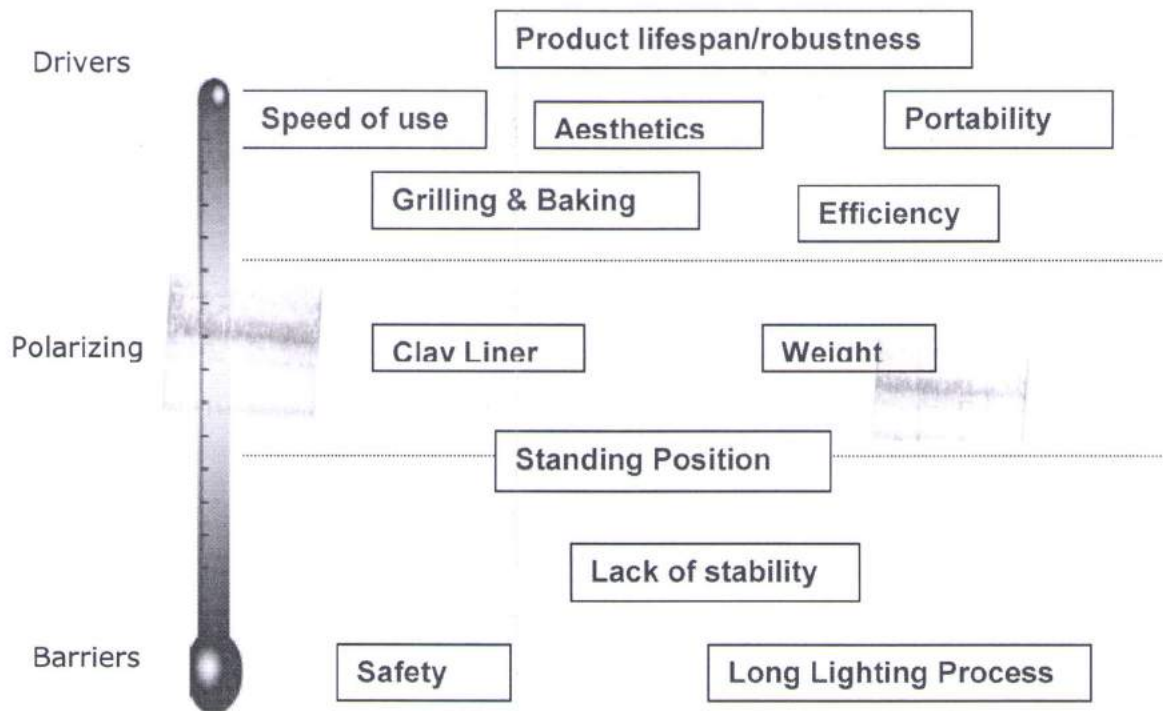 Product lifespan/robustness
Drivers
Speed of use
Aesthetics
Portability
Grilling & Baking
Efficiency
Polarizing
Clay Liner
Weight
Standing Position
Lack of stability
Barriers
Safety
Long Lighting Process